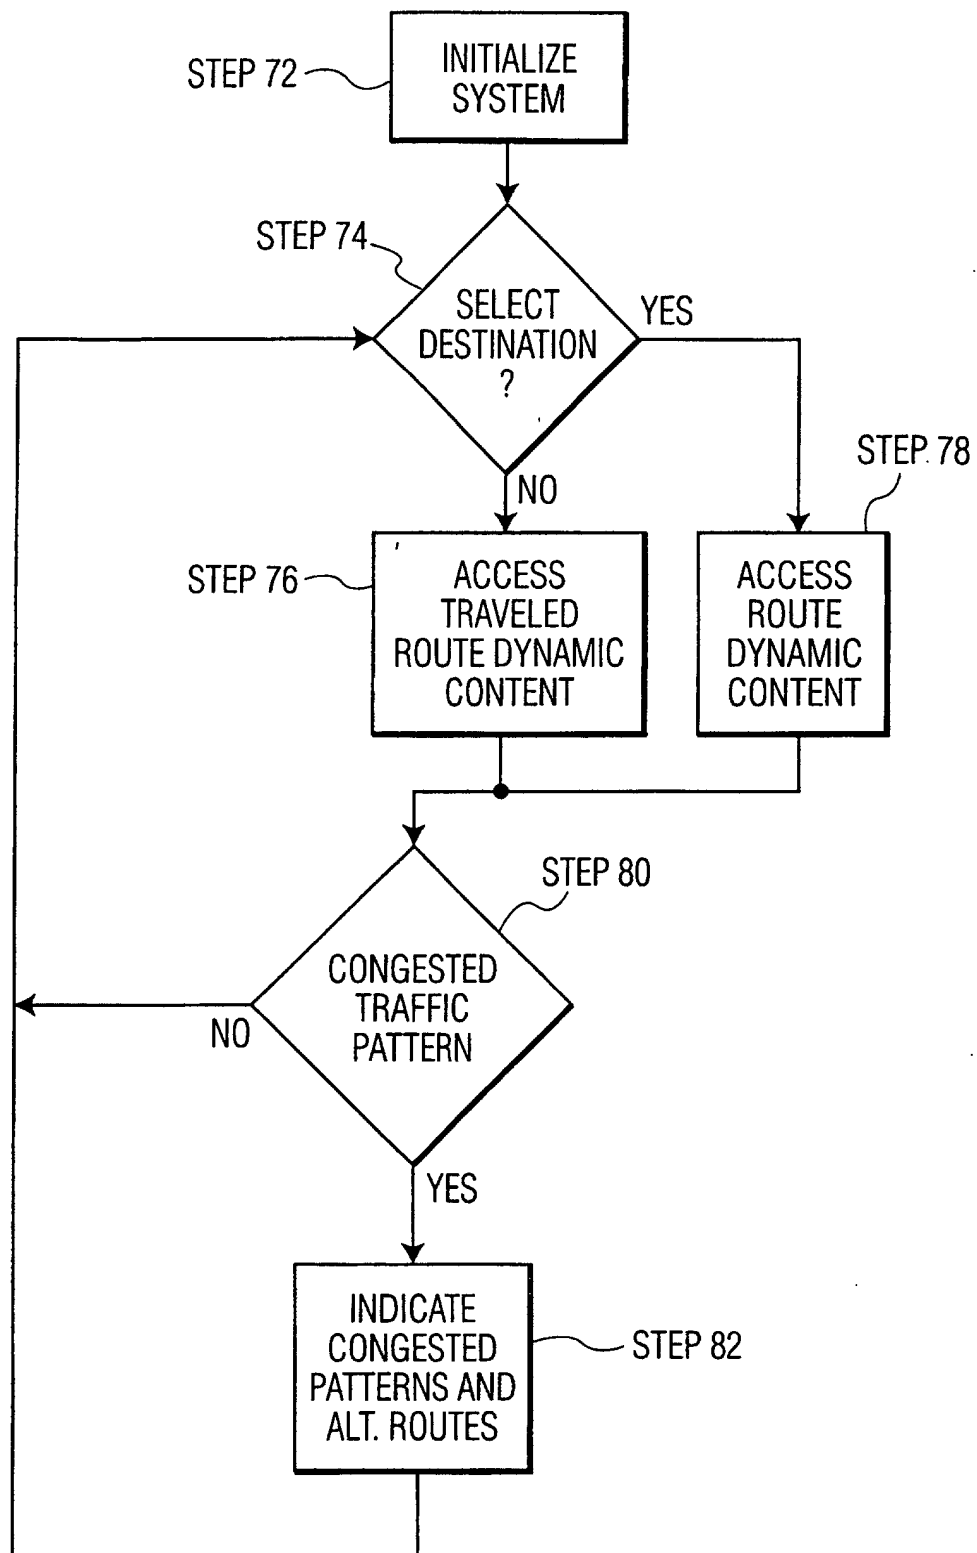 STEP 72
INITIALIZE
SYSTEM
STEP 74
SELECT
DESTINATION
?
YES
NO
STEP 76
ACCESS
TRAVELED
ROUTE DYNAMIC
CONTENT
STEP 78
ACCESS
ROUTE
DYNAMIC
CONTENT
STEP 80
CONGESTED
TRAFFIC
PATTERN
NO
YES
INDICATE
CONGESTED
PATTERNS AND
ALT. ROUTES
STEP 82